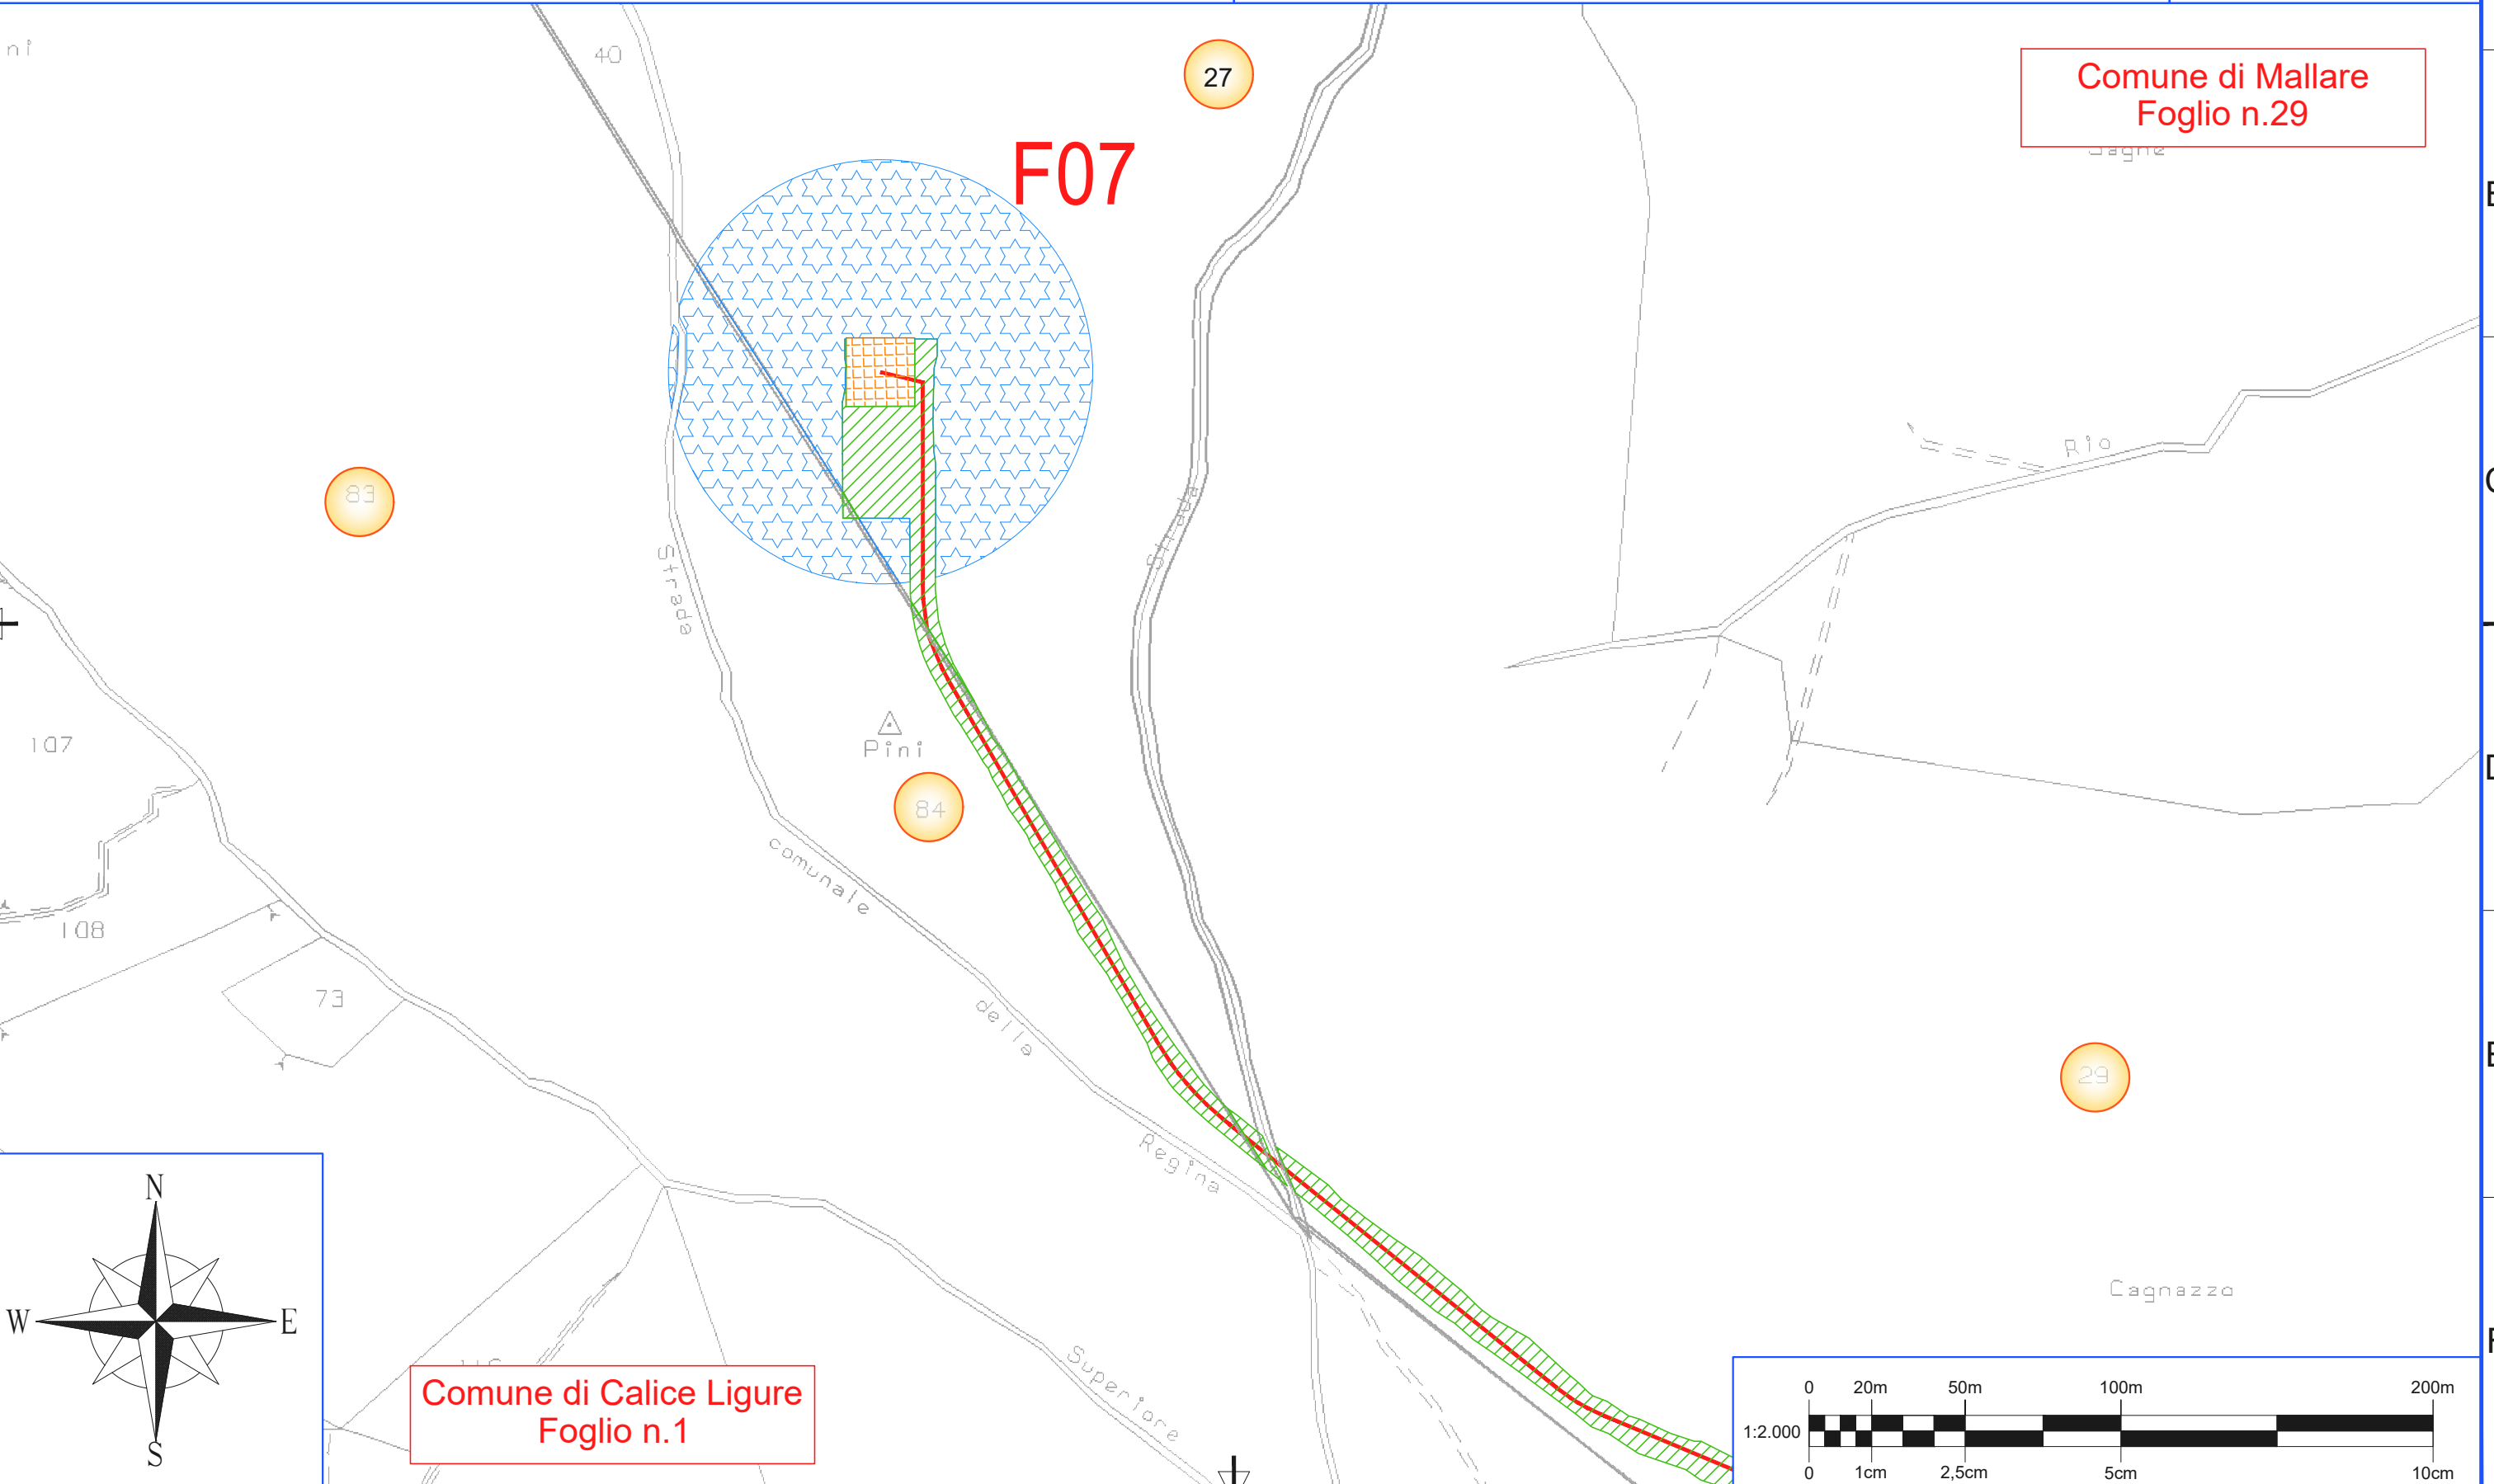 ni
40
27
Comune di Mallare
Foglio n.29
F07
Rio
83
Strada
Strada
Pini
84
107
comunale
108
73
della
29
Regina
N
W
E
S
Cagnazzo
Superiore
Comune di Calice Ligure
Foglio n.1
0 20m 50m 100m 200m
1:2.000
0 1cm 2,5cm 5cm 10cm